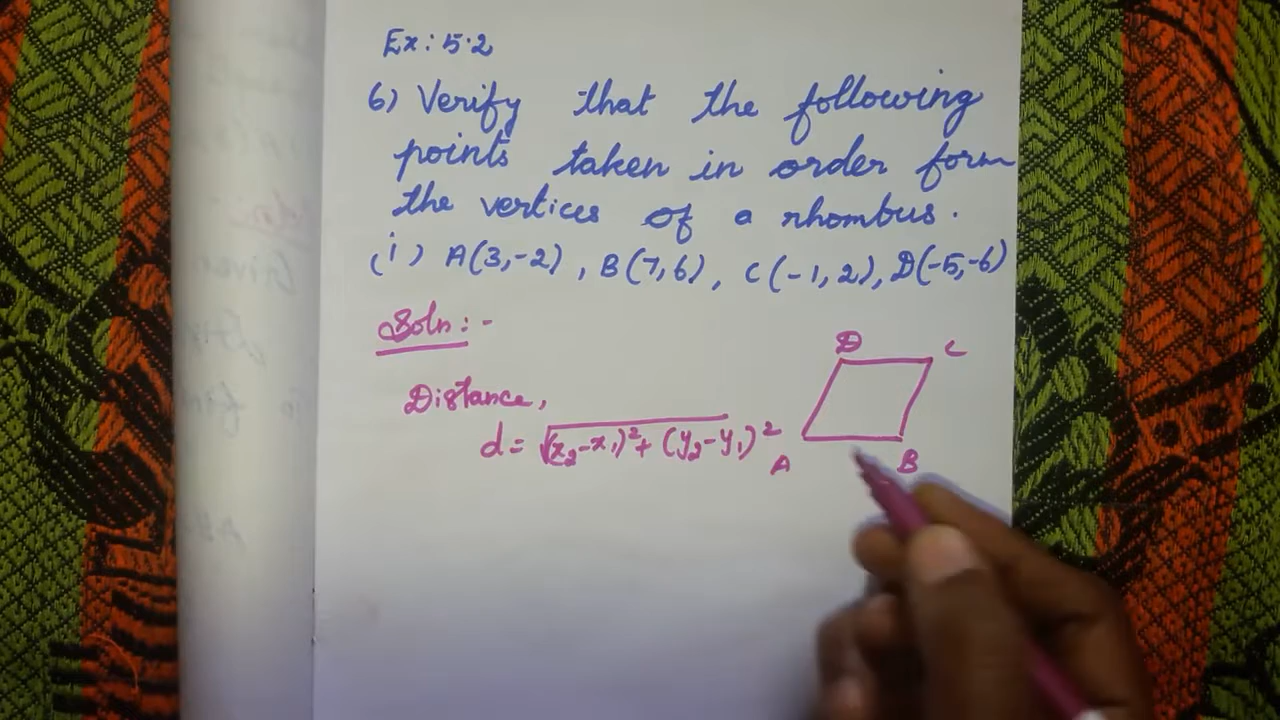 Ex: 5.2
6) Verify that the following
points taken in order form
the vertices of a rhombus.
(i) A(3,-2), B(7,6), C(-1,2), D(-5,-6)
Soln:-
D C
Distance,
d = √(x₂-x₁)² + (y₂-y₁)²
A B